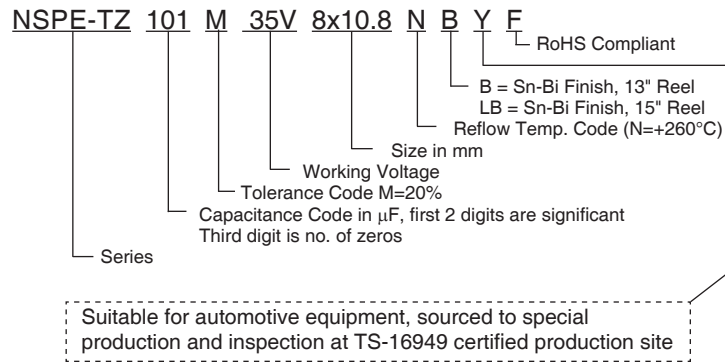 NSPE-TZ 101 M 35V 8x10.8 N B Y F
RoHS Compliant
B = Sn-Bi Finish, 13" Reel
LB = Sn-Bi Finish, 15" Reel
Reflow Temp. Code (N=+260°C)
Size in mm
Working Voltage
Tolerance Code M=20%
Capacitance Code in μF, first 2 digits are significant
Third digit is no. of zeros
Series
Suitable for automotive equipment, sourced to special
production and inspection at TS-16949 certified production site